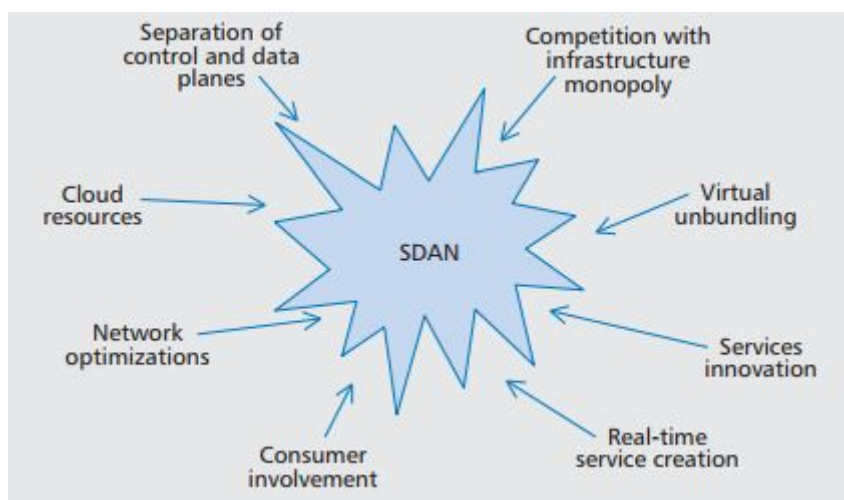 Separation of
control and data
planes
Competition with
infrastructure
monopoly
Cloud
resources
Virtual
unbundling
SDAN
Network
optimizations
Services
innovation
Consumer
involvement
Real-time
service creation